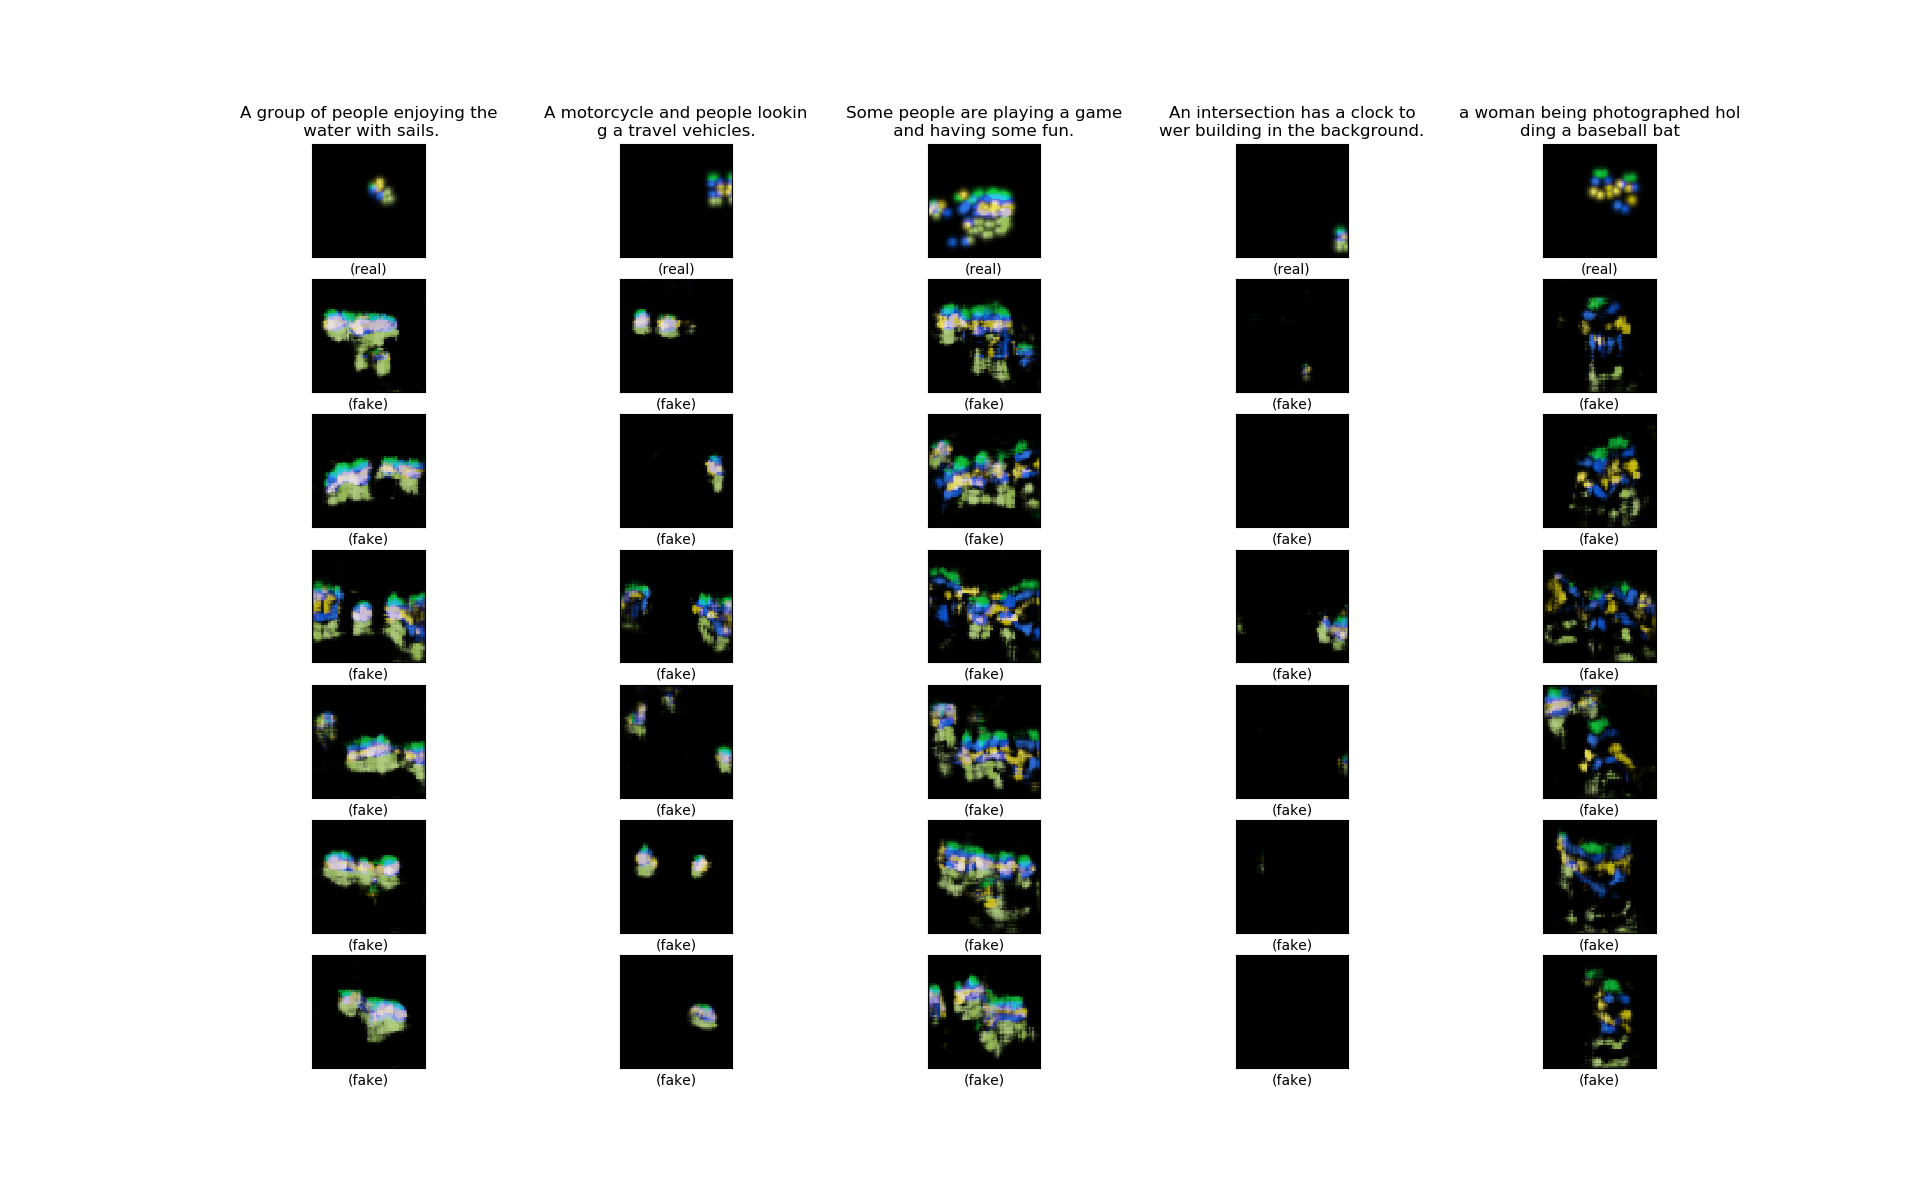 A group of people enjoying the
water with sails.
A motorcycle and people lookin
g a travel vehicles.
Some people are playing a game
and having some fun.
An intersection has a clock to
wer building in the background.
a woman being photographed hol
ding a baseball bat
(real) (real) (real) (real) (real)
(fake) (fake) (fake) (fake) (fake)
(fake) (fake) (fake) (fake) (fake)
(fake) (fake) (fake) (fake) (fake)
(fake) (fake) (fake) (fake) (fake)
(fake) (fake) (fake) (fake) (fake)
(fake) (fake) (fake) (fake) (fake)